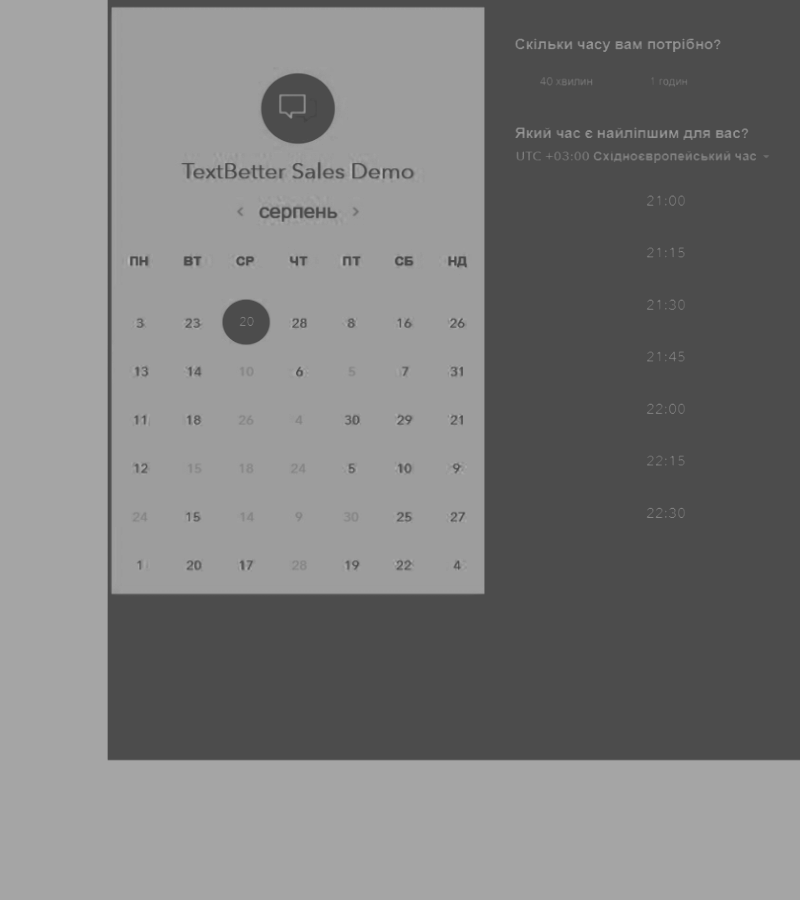 TextBetter Sales Demo
‹ серпень ›
ПН ВТ СР ЧТ ПТ СБ НД
3 23 20 28 8 16 26
13 14 10 6 5 7 31
11 18 26 4 30 29 21
12 15 18 24 5 10 9
24 15 14 9 30 25 27
1 20 17 28 19 22 4
Скільки часу вам потрібно?
40 хвилин 1 годин
Який час є найліпшим для вас?
UTC +03:00 Східноєвропейський час
21:00
21:15
21:30
21:45
22:00
22:15
22:30